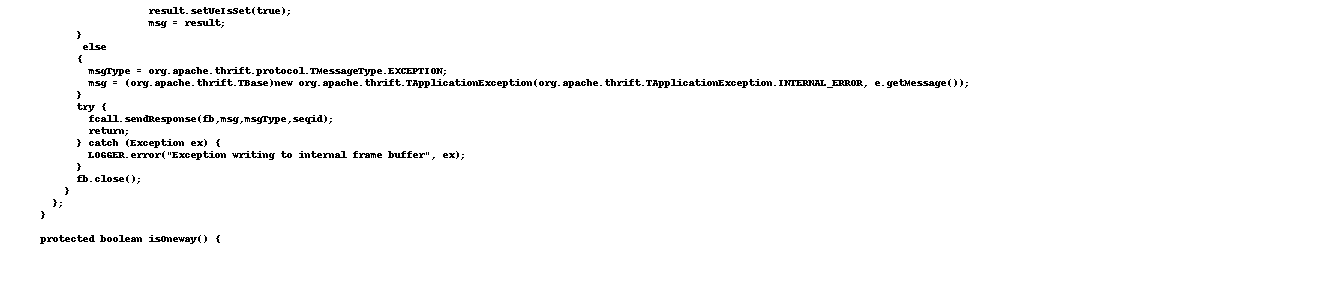 result.setUeIsSet(true);
msg = result;
}
else
{
msgType = org.apache.thrift.protocol.TMessageType.EXCEPTION;
msg = (org.apache.thrift.TBase)new org.apache.thrift.TApplicationException(org.apache.thrift.TApplicationException.INTERNAL_ERROR, e.getMessage());
}
try {
fcall.sendResponse(fb,msg,msgType,seqid);
return;
} catch (Exception ex) {
LOGGER.error("Exception writing to internal frame buffer", ex);
}
fb.close();
}
};
}
protected boolean isOneway() {